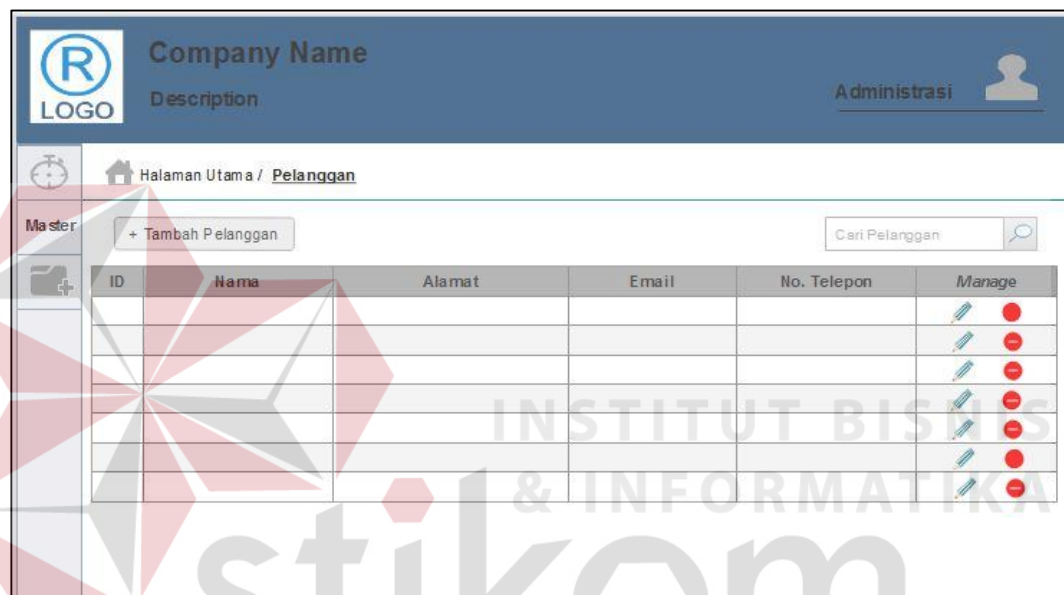 R
LOGO
Company Name
Description
Administrasi
Halaman Utama / Pelanggan
Master
+ Tambah Pelanggan
Cari Pelanggan
ID Nama Alamat Email No. Telepon Manage
INSTITUT BISNIS
& INFORMATIKA
stikom